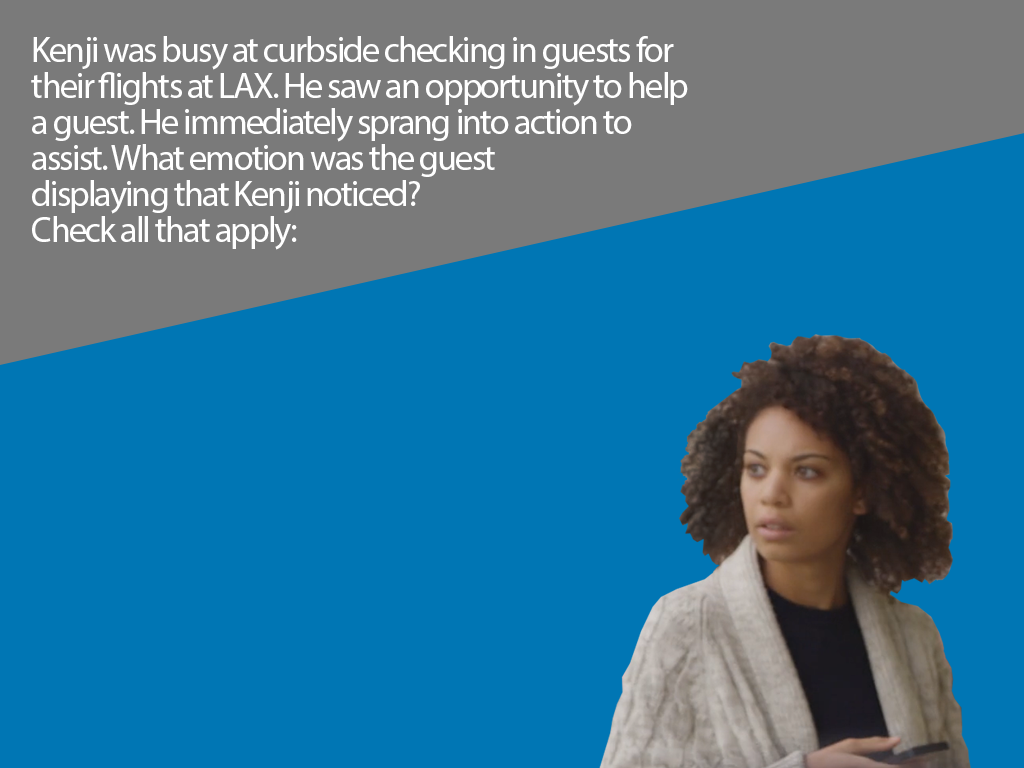 Kenji was busy at curbside checking in guests for
their flights at LAX. He saw an opportunity to help
a guest. He immediately sprang into action to
assist. What emotion was the guest
displaying that Kenji noticed?
Check all that apply: